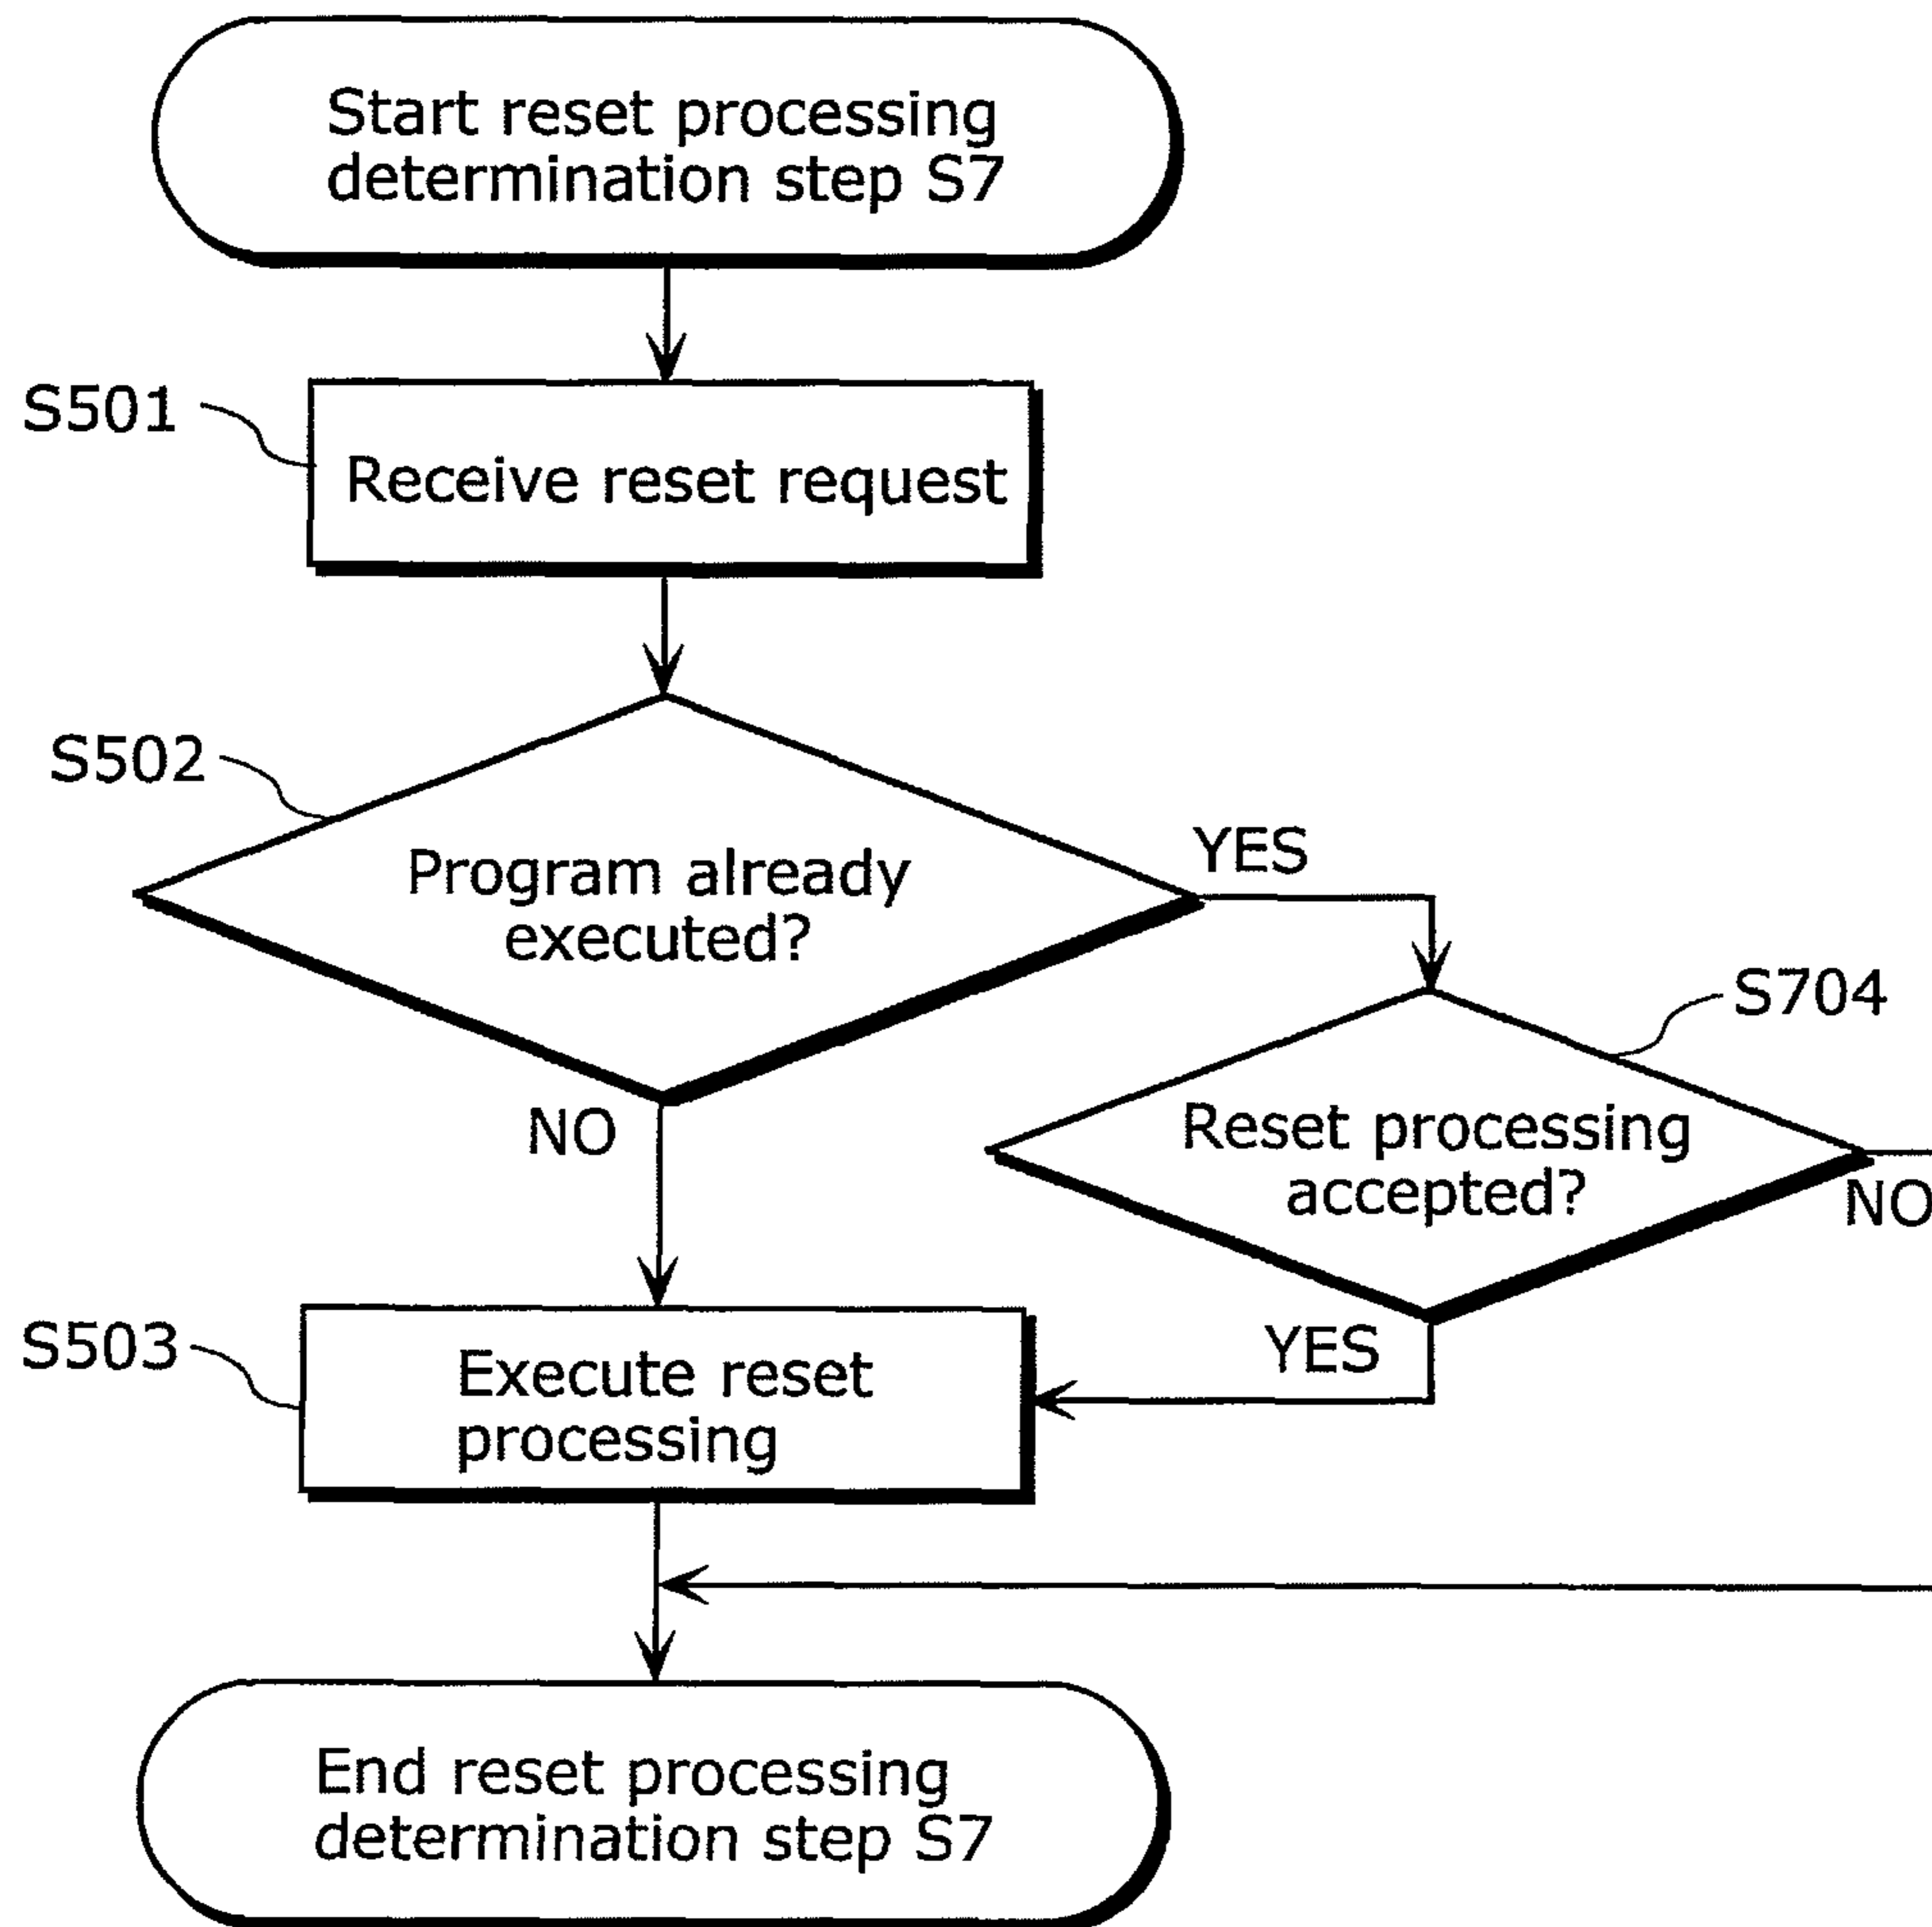 Start reset processing
determination step S7
S501
Receive reset request
S502
Program already
executed?
YES
S704
Reset processing
accepted?
NO
NO
YES
S503
Execute reset
processing
End reset processing
determination step S7